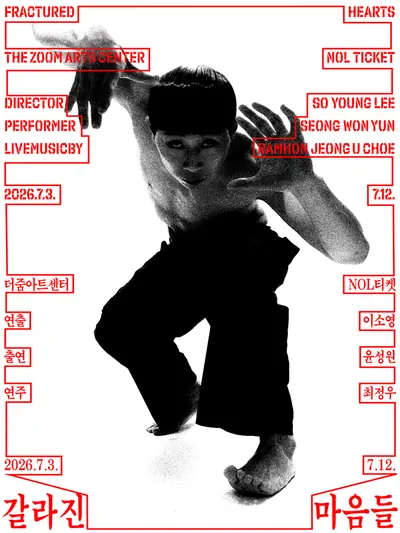 FRACTURED HEARTS
THE ZOOM ARTS CENTER NOL TICKET
DIRECTOR SO YOUNG LEE
PERFORMER SEONG WON YUN
LIVEMUSICBY RAMHON JEONG U CHOE
2026.7.3. 7.12.
더줌아트센터 NOL티켓
연출 이소영
출연 윤성원
연주 최정우
2026.7.3. 7.12.
갈라진 마음들